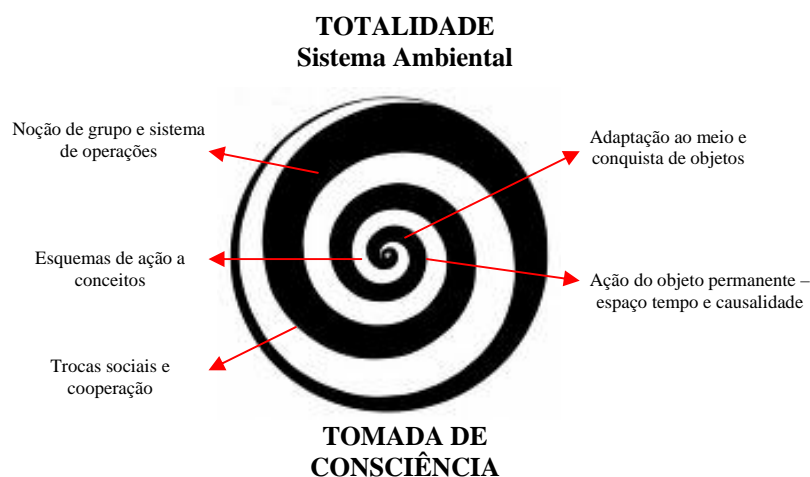 TOTALIDADE
Sistema Ambiental
Noção de grupo e sistema
de operações
Adaptação ao meio e
conquista de objetos
Esquemas de ação a
conceitos
Ação do objeto permanente –
espaço tempo e causalidade
Trocas sociais e
cooperação
TOMADA DE
CONSCIÊNCIA